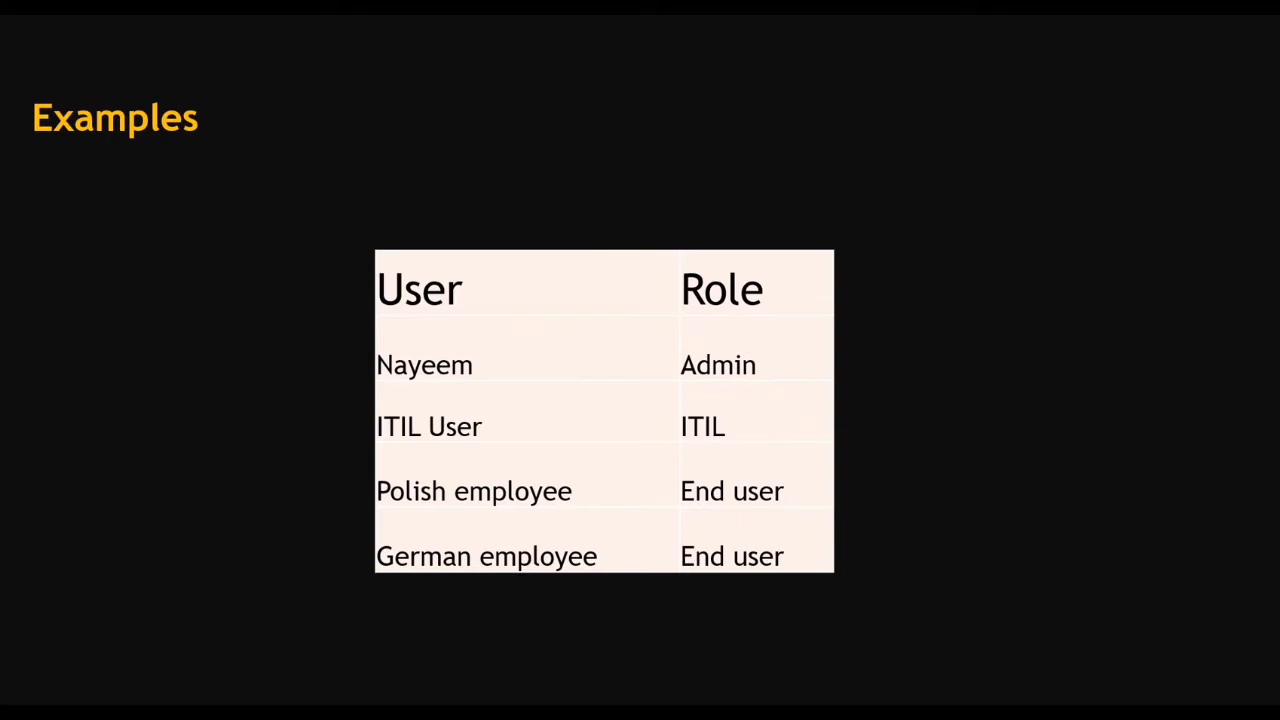 Examples
User Role
Nayeem Admin
ITIL User ITIL
Polish employee End user
German employee End user